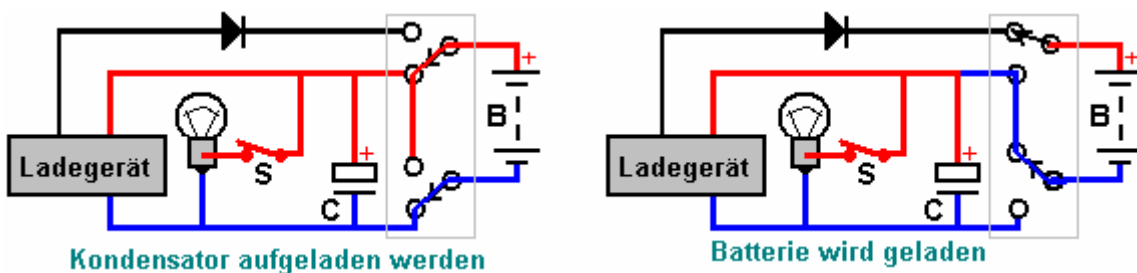 +
B
+
Ladegerät
S
C
Kondensator aufgeladen werden
+
B
+
Ladegerät
S
C
Batterie wird geladen